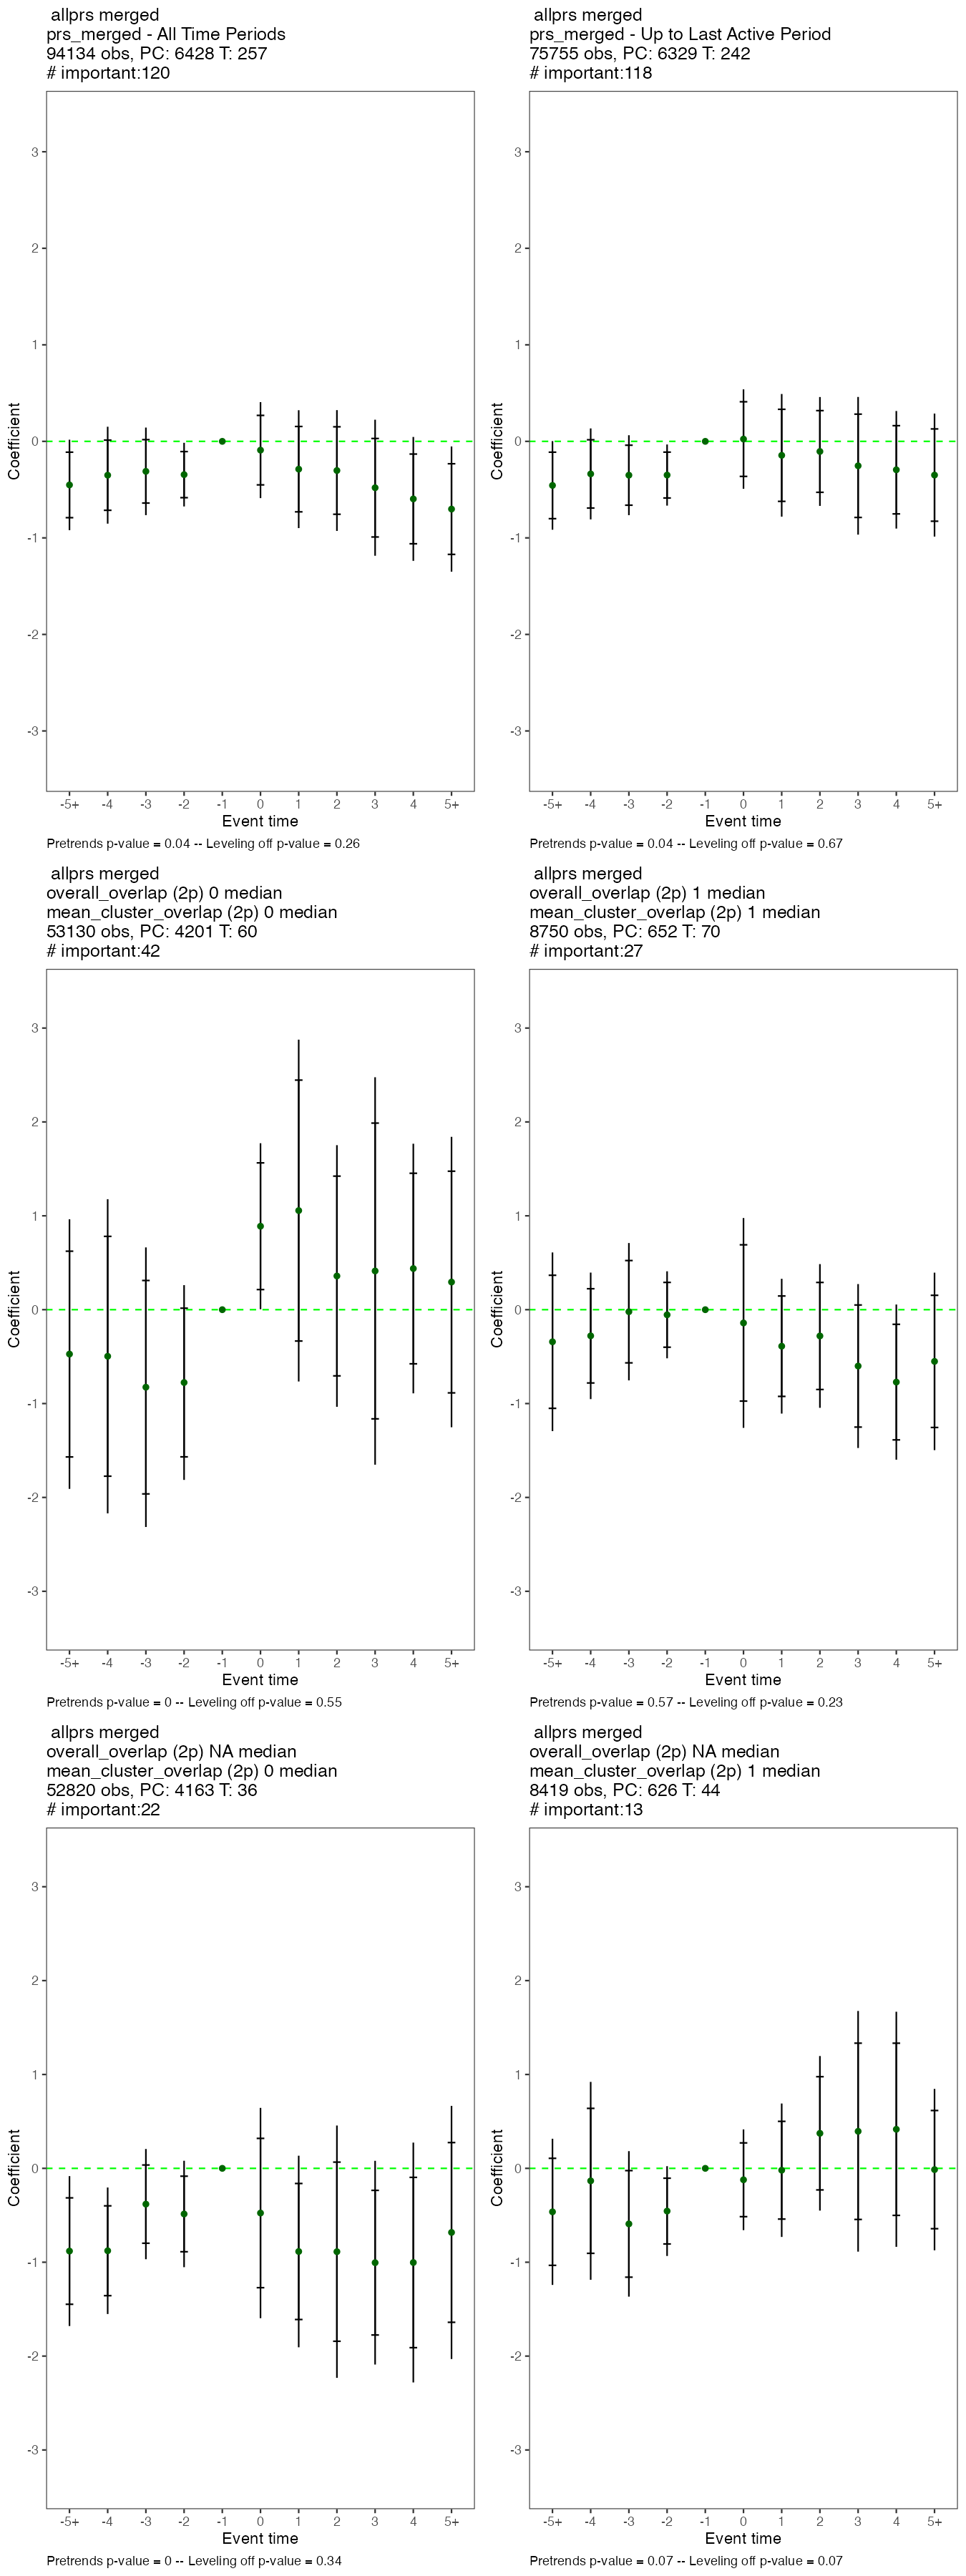 allprs merged
prs_merged - All Time Periods
94134 obs, PC: 6428 T: 257
# important:120
3
2
1
0
-1
-2
-3
Coefficient
-5+ -4 -3 -2 -1 0 1 2 3 4 5+
Event time
Pretrends p-value = 0.04 -- Leveling off p-value = 0.26
allprs merged
prs_merged - Up to Last Active Period
75755 obs, PC: 6329 T: 242
# important:118
3
2
1
0
-1
-2
-3
Coefficient
-5+ -4 -3 -2 -1 0 1 2 3 4 5+
Event time
Pretrends p-value = 0.04 -- Leveling off p-value = 0.67
allprs merged
overall_overlap (2p) 0 median
mean_cluster_overlap (2p) 0 median
53130 obs, PC: 4201 T: 60
# important:42
3
2
1
0
-1
-2
-3
Coefficient
-5+ -4 -3 -2 -1 0 1 2 3 4 5+
Event time
Pretrends p-value = 0 -- Leveling off p-value = 0.55
allprs merged
overall_overlap (2p) 1 median
mean_cluster_overlap (2p) 1 median
8750 obs, PC: 652 T: 70
# important:27
3
2
1
0
-1
-2
-3
Coefficient
-5+ -4 -3 -2 -1 0 1 2 3 4 5+
Event time
Pretrends p-value = 0.57 -- Leveling off p-value = 0.23
allprs merged
overall_overlap (2p) NA median
mean_cluster_overlap (2p) 0 median
52820 obs, PC: 4163 T: 36
# important:22
3
2
1
0
-1
-2
-3
Coefficient
-5+ -4 -3 -2 -1 0 1 2 3 4 5+
Event time
Pretrends p-value = 0 -- Leveling off p-value = 0.34
allprs merged
overall_overlap (2p) NA median
mean_cluster_overlap (2p) 1 median
8419 obs, PC: 626 T: 44
# important:13
3
2
1
0
-1
-2
-3
Coefficient
-5+ -4 -3 -2 -1 0 1 2 3 4 5+
Event time
Pretrends p-value = 0.07 -- Leveling off p-value = 0.07